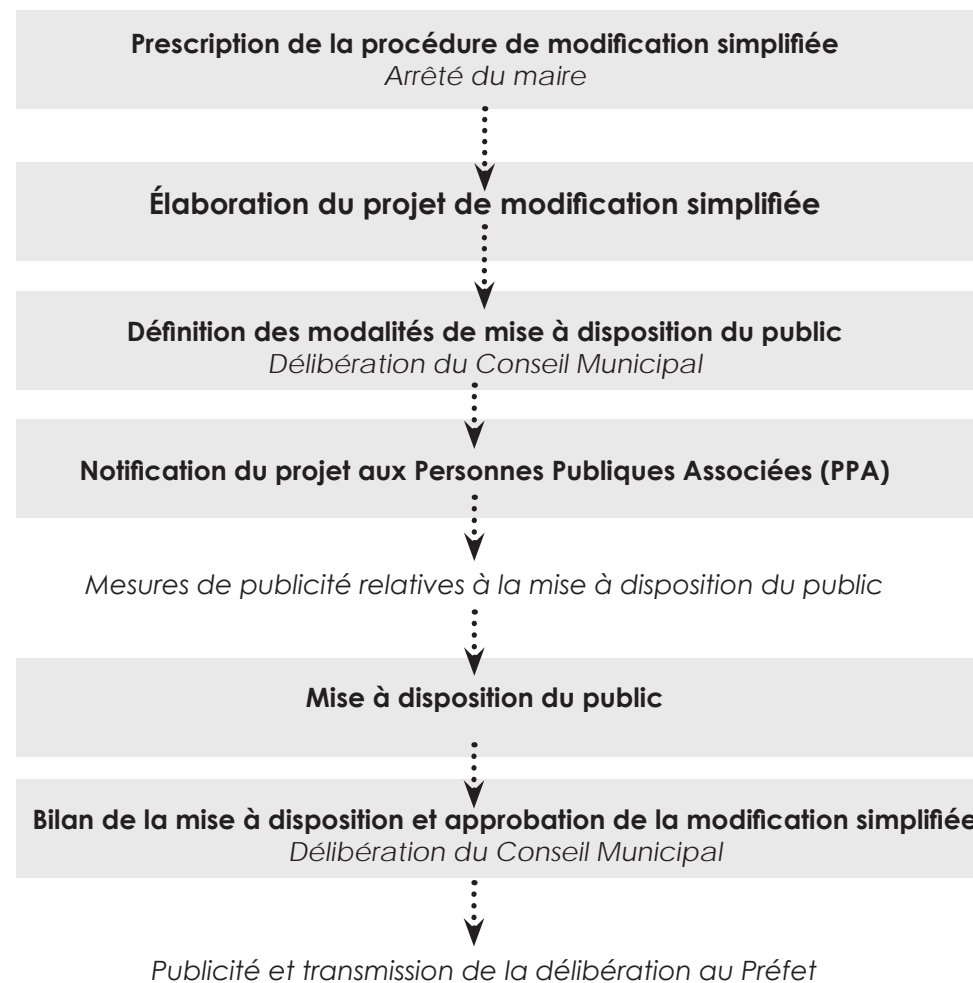 Prescription de la procédure de modification simplifiée
Arrêté du maire
Élaboration du projet de modification simplifiée
Définition des modalités de mise à disposition du public
Délibération du Conseil Municipal
Notification du projet aux Personnes Publiques Associées (PPA)
Mesures de publicité relatives à la mise à disposition du public
Mise à disposition du public
Bilan de la mise à disposition et approbation de la modification simplifiée
Délibération du Conseil Municipal
Publicité et transmission de la délibération au Préfet